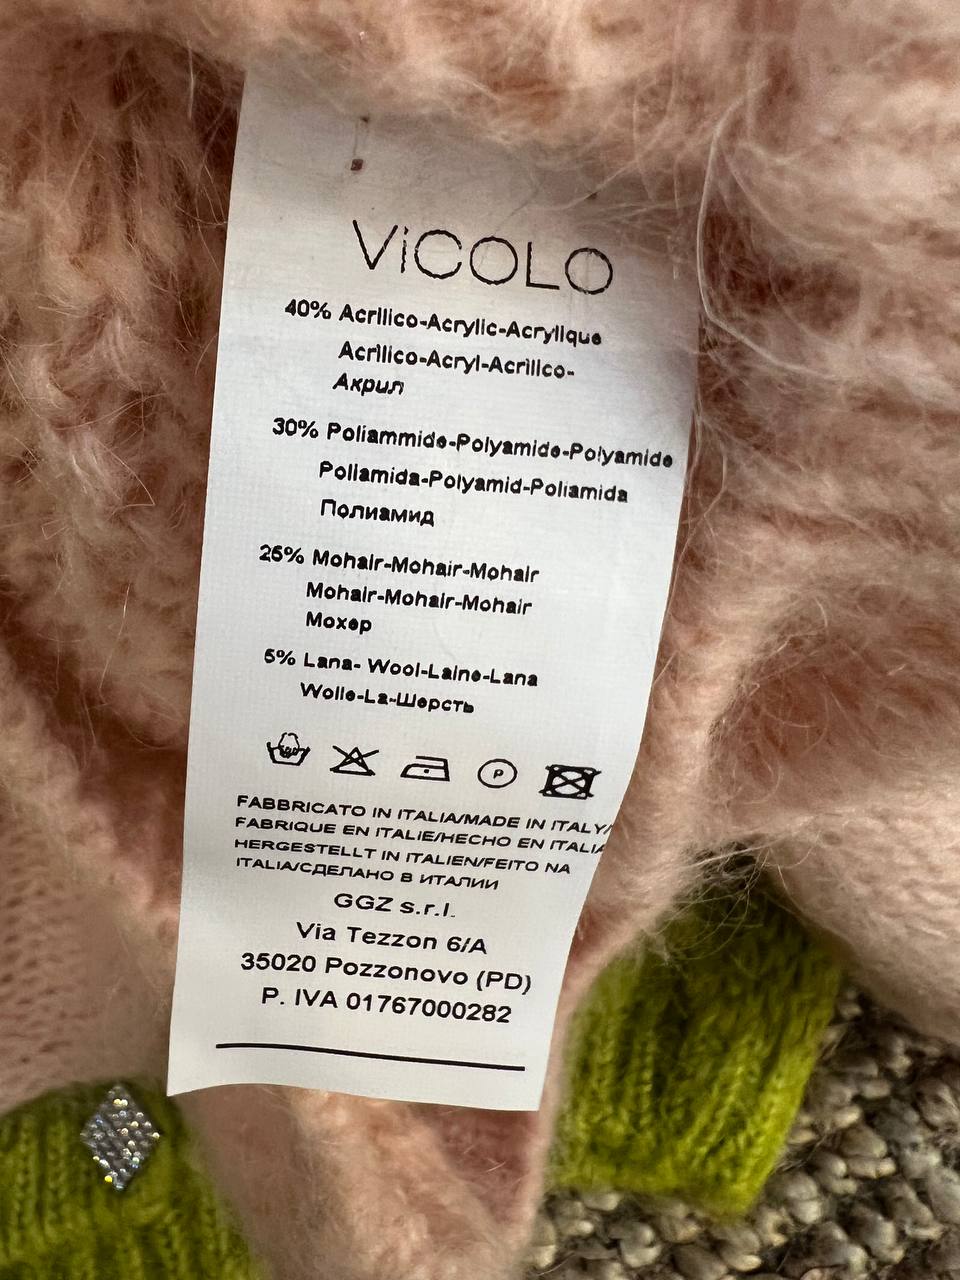 ViCOLO
40% Acrilico-Acrylic-Acrylique
Acrìlico-Acryl-Acrìlico-
Акрил
30% Poliammide-Polyamide-Polyamide
Poliamida-Polyamid-Poliamida
Полиамид
25% Mohair-Mohair-Mohair
Mohair-Mohair-Mohair
Мохер
5% Lana- Wool-Laine-Lana
Wolle-La-Шерсть
P
FABBRICATO IN ITALIA/MADE IN ITALY/
FABRIQUE EN ITALIE/HECHO EN ITALIA
HERGESTELLT IN ITALIEN/FEITO NA
ITALIA/СДЕЛАНО В ИТАЛИИ
GGZ s.r.l.
Via Tezzon 6/A
35020 Pozzonovo (PD)
P. IVA 01767000282